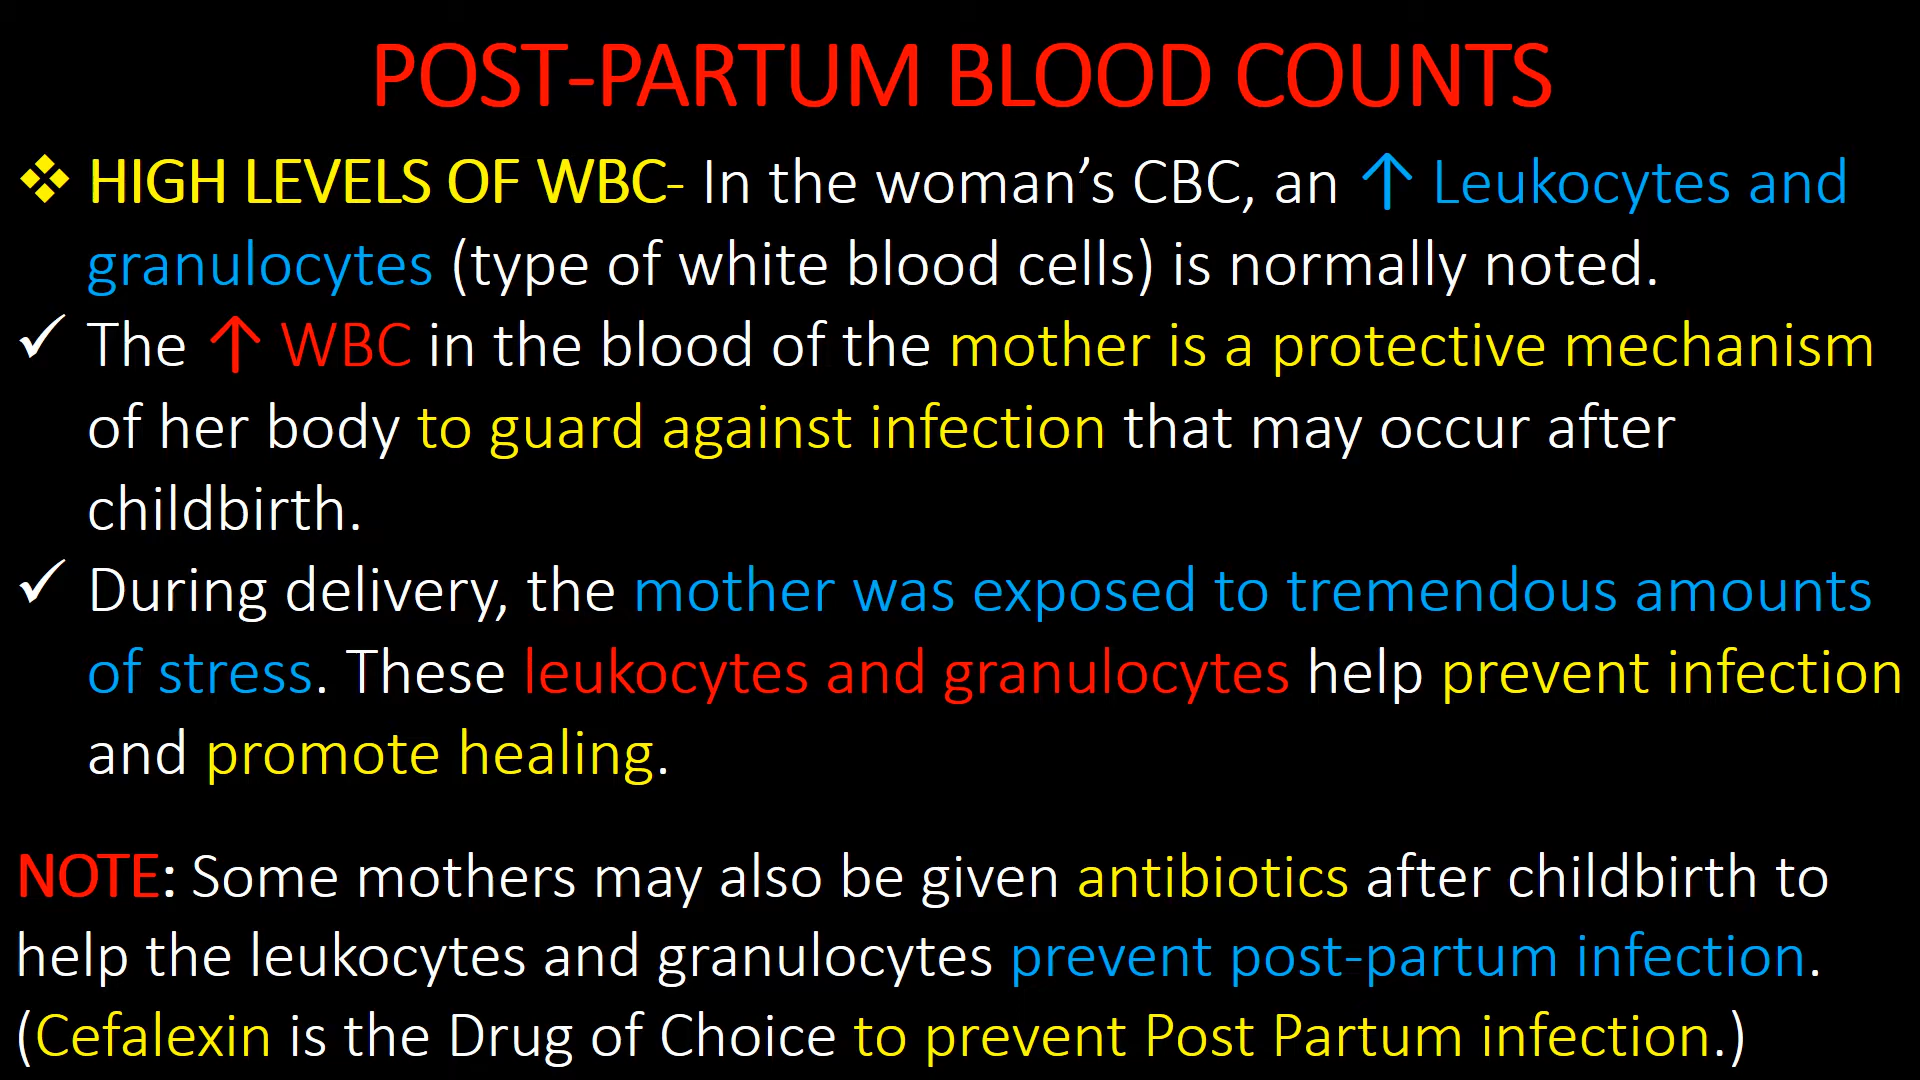 POST-PARTUM BLOOD COUNTS
❖ HIGH LEVELS OF WBC- In the woman’s CBC, an ↑ Leukocytes and
granulocytes (type of white blood cells) is normally noted.
✓ The ↑ WBC in the blood of the mother is a protective mechanism
of her body to guard against infection that may occur after
childbirth.
✓ During delivery, the mother was exposed to tremendous amounts
of stress. These leukocytes and granulocytes help prevent infection
and promote healing.
NOTE: Some mothers may also be given antibiotics after childbirth to
help the leukocytes and granulocytes prevent post-partum infection.
(Cefalexin is the Drug of Choice to prevent Post Partum infection.)